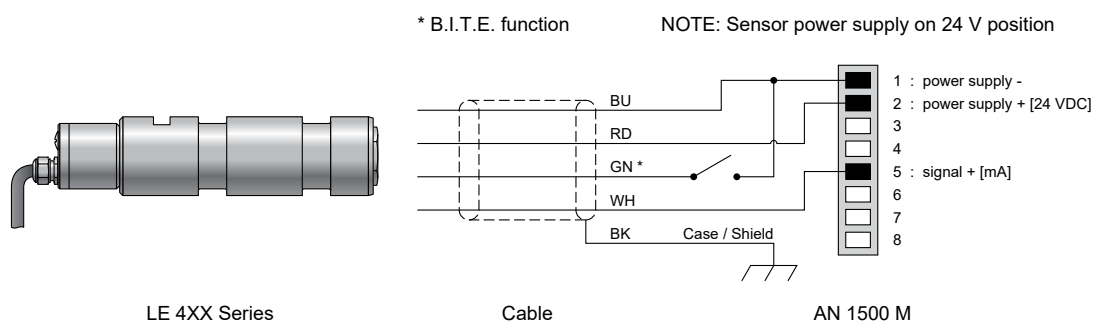 * B.I.T.E. function
NOTE: Sensor power supply on 24 V position
BU
RD
GN *
WH
BK
Case / Shield
1 : power supply -
2 : power supply + [24 VDC]
3
4
5 : signal + [mA]
6
7
8
LE 4XX Series
Cable
AN 1500 M